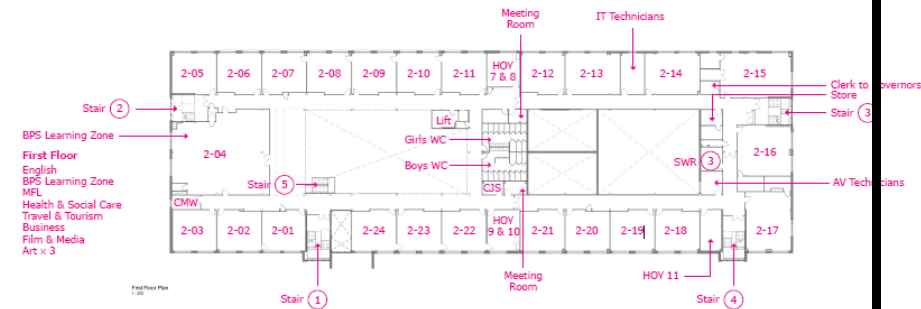 Meeting
Room
IT Technicians
2-05
2-06
2-07
2-08
2-09
2-10
2-11
HOY
7 & 8
2-12
2-13
2-14
2-15
Clerk to Governors
Store
Stair 2
Stair 3
Lift
BPS Learning Zone
Girls WC
2-04
Boys WC
SWR 3
2-16
First Floor
English
BPS Learning Zone
MFL
Health & Social Care
Travel & Tourism
Business
Film & Media
Art x 3
Stair 5
CJS
AV Technicians
CMW
2-03
2-02
2-01
2-24
2-23
2-22
HOY
9 & 10
2-21
2-20
2-19
2-18
2-17
Meeting
Room
HOY 11
Stair 1
Stair 4
First Floor Plan